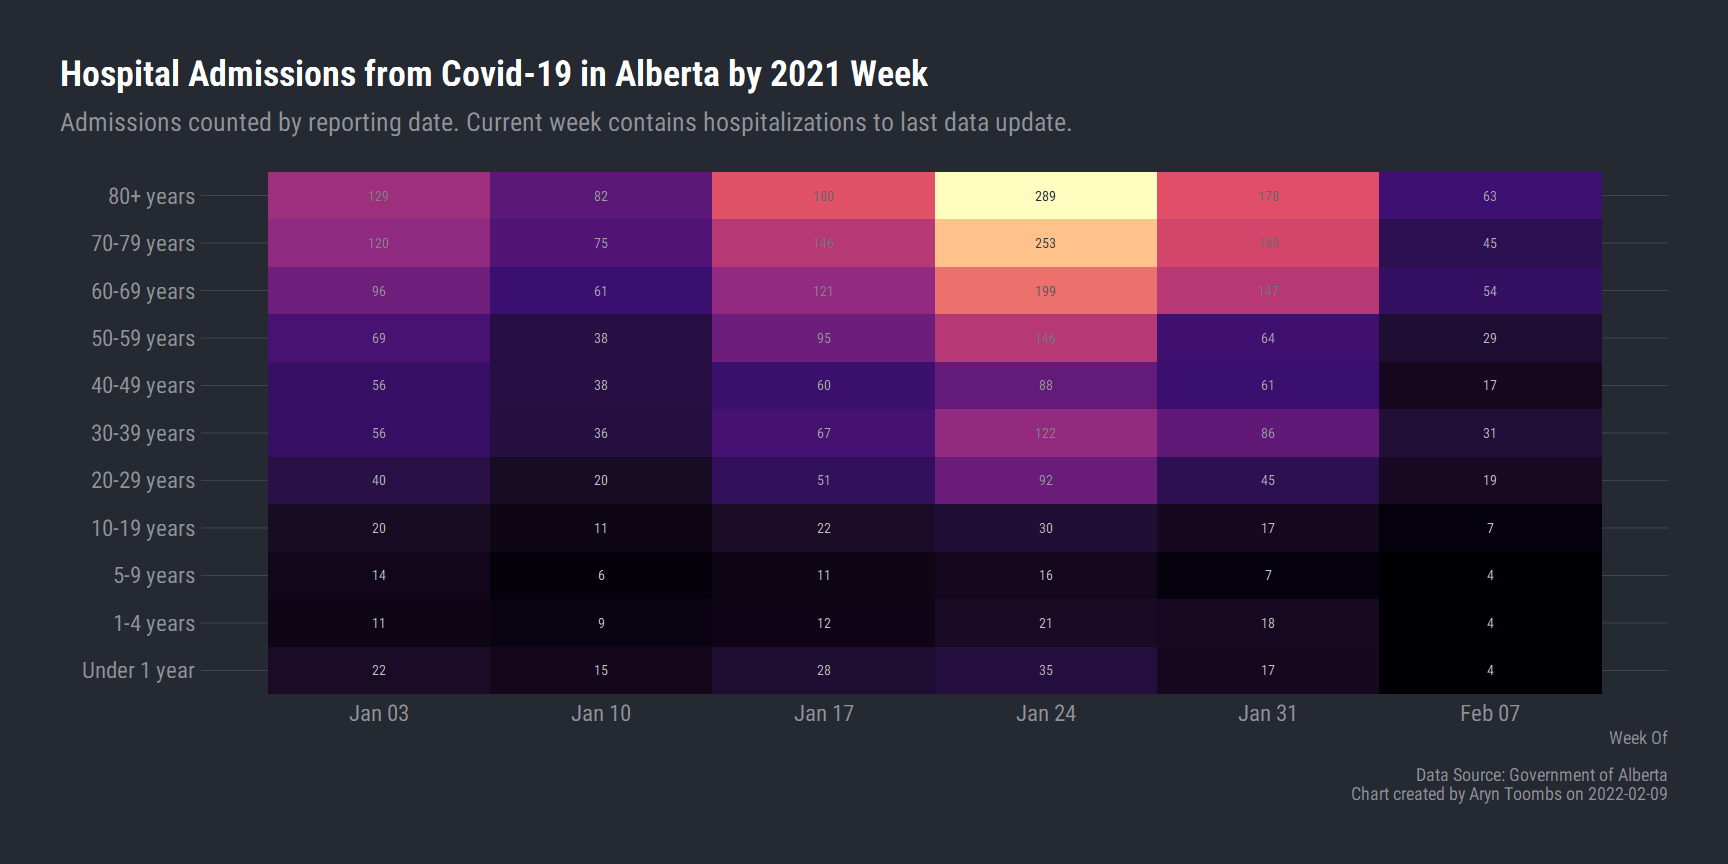 Hospital Admissions from Covid-19 in Alberta by 2021 Week
Admissions counted by reporting date. Current week contains hospitalizations to last data update.
80+ years 129 82 180 289 178 63
70-79 years 120 75 146 253 168 45
60-69 years 96 61 121 199 147 54
50-59 years 69 38 95 146 64 29
40-49 years 56 38 60 88 61 17
30-39 years 56 36 67 122 86 31
20-29 years 40 20 51 92 45 19
10-19 years 20 11 22 30 17 7
5-9 years 14 6 11 16 7 4
1-4 years 11 9 12 21 18 4
Under 1 year 22 15 28 35 17 4
Jan 03 Jan 10 Jan 17 Jan 24 Jan 31 Feb 07
Week Of
Data Source: Government of Alberta
Chart created by Aryn Toombs on 2022-02-09